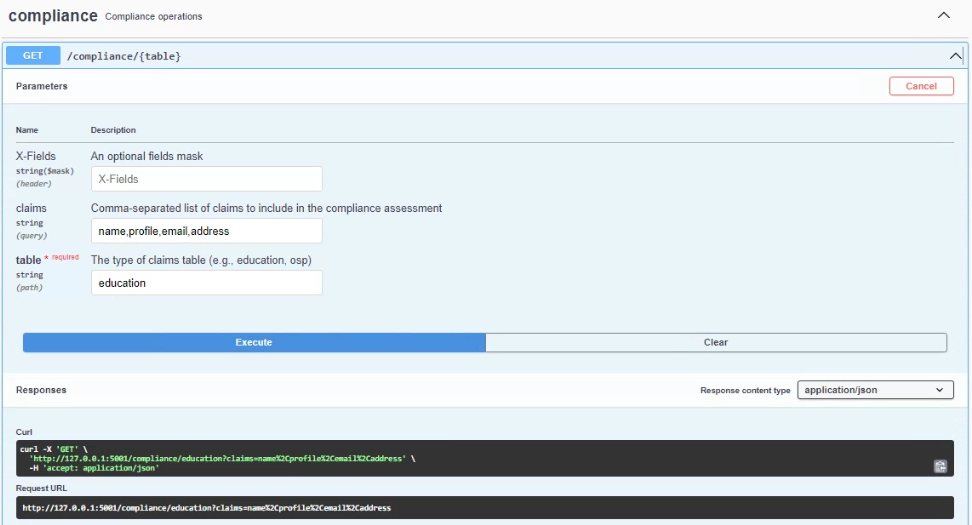 compliance Compliance operations
GET /compliance/{table}
Parameters
Cancel
Name Description
X-Fields An optional fields mask
string($mask)
(header)
X-Fields
claims Comma-separated list of claims to include in the compliance assessment
string
(query)
name,profile,email,address
table * required The type of claims table (e.g., education, osp)
string
(path)
education
Execute Clear
Responses Response content type application/json
Curl
curl -X 'GET' \
'http://127.0.0.1:5001/compliance/education?claims=name%2Cprofile%2Cemail%2Caddress' \
-H 'accept: application/json'
Request URL
http://127.0.0.1:5001/compliance/education?claims=name%2Cprofile%2Cemail%2Caddress